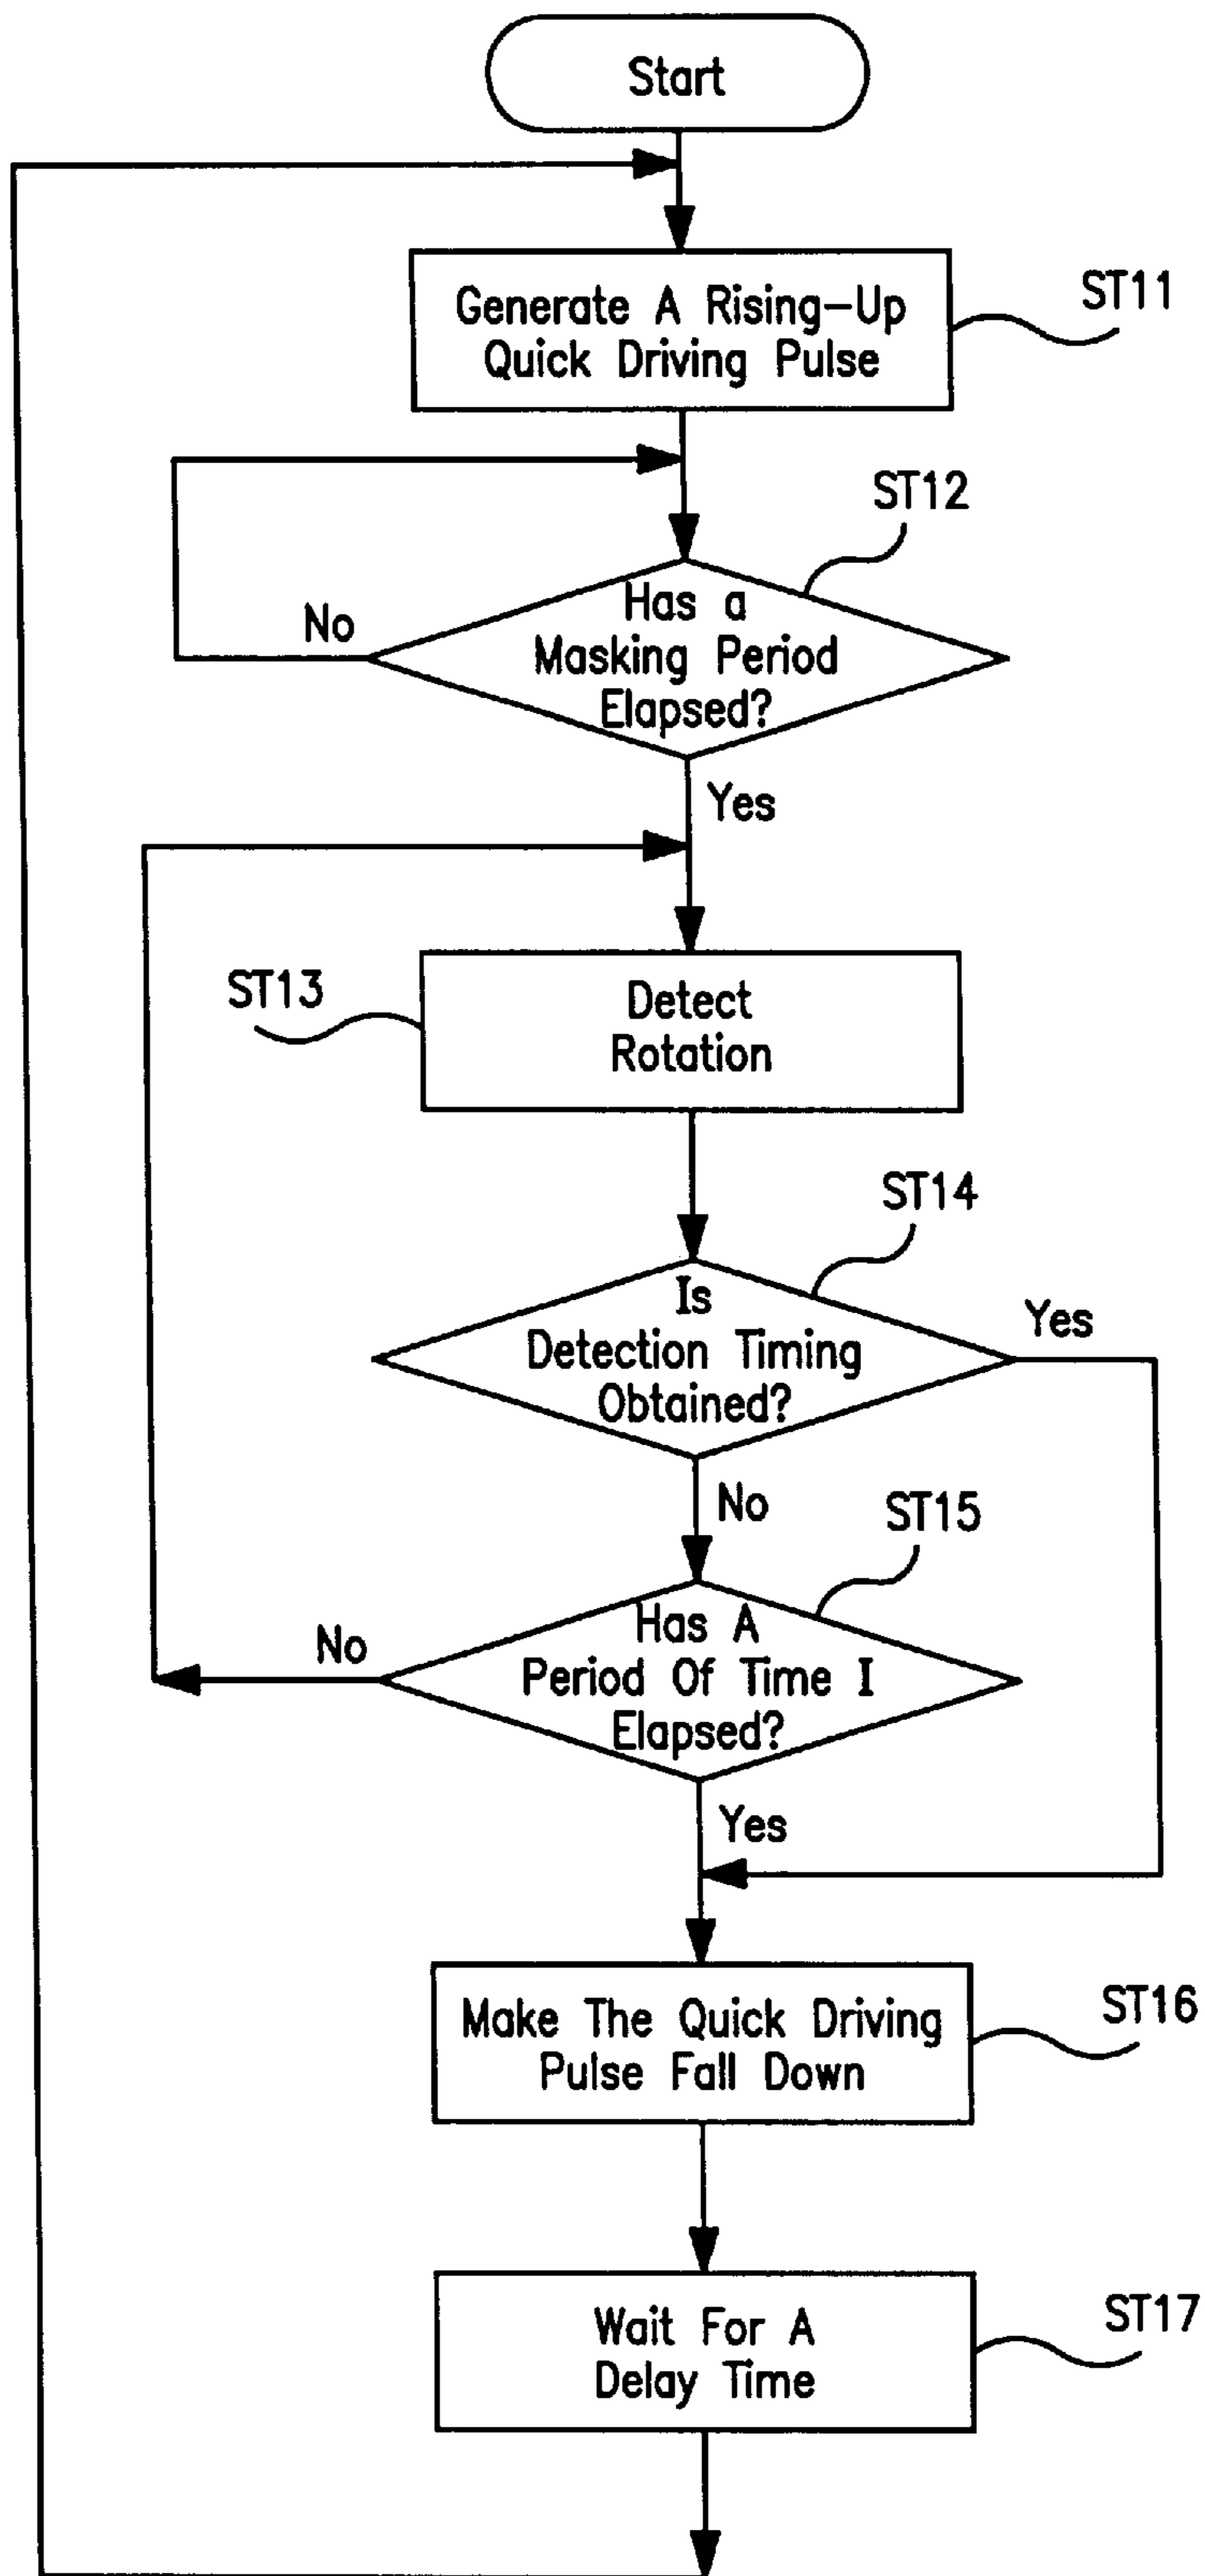 Start
Generate A Rising-Up
Quick Driving Pulse
ST11
ST12
Has a
Masking Period
Elapsed?
No
Yes
ST13
Detect
Rotation
ST14
Is
Detection Timing
Obtained?
Yes
No
ST15
Has A
Period Of Time I
Elapsed?
No
Yes
Make The Quick Driving
Pulse Fall Down
ST16
Wait For A
Delay Time
ST17